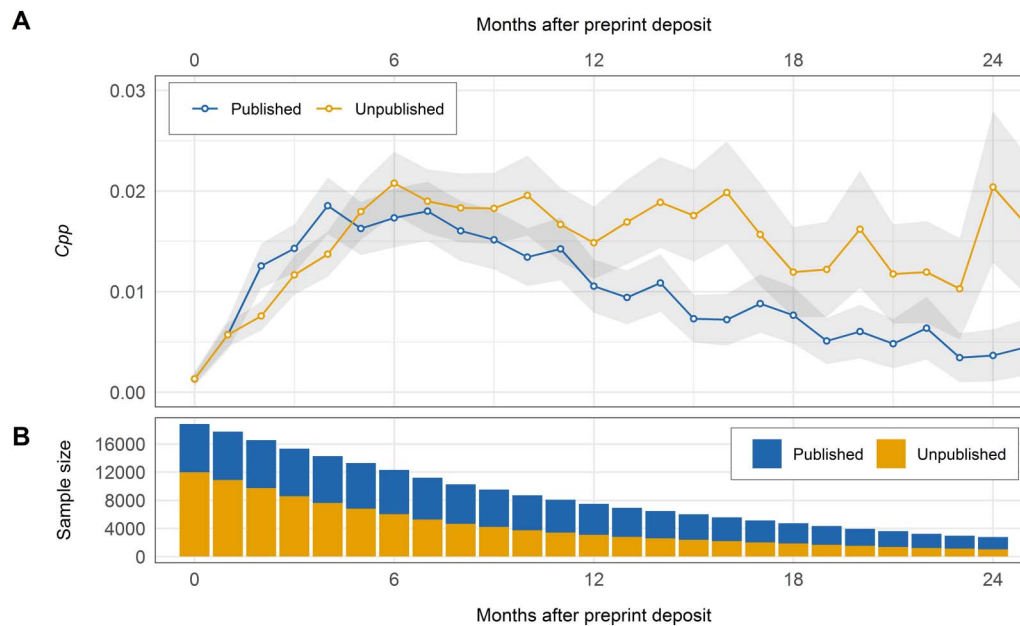 A
Months after preprint deposit
0 6 12 18 24
0.03
Published Unpublished
0.02
Cpp
0.01
0.00
B
16000
Published Unpublished
12000
Sample size
8000
4000
0
0 6 12 18 24
Months after preprint deposit